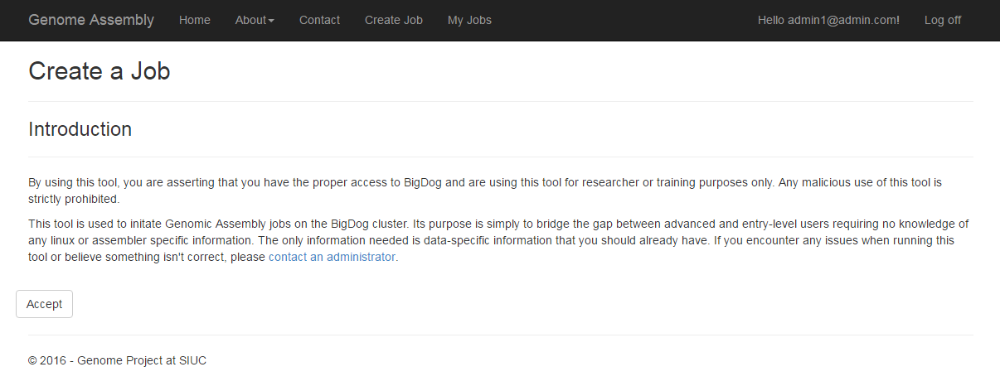 Genome Assembly Home About Contact Create Job My Jobs Hello admin1@admin.com! Log off
Create a Job
Introduction
By using this tool, you are asserting that you have the proper access to BigDog and are using this tool for researcher or training purposes only. Any malicious use of this tool is
strictly prohibited.
This tool is used to initate Genomic Assembly jobs on the BigDog cluster. Its purpose is simply to bridge the gap between advanced and entry-level users requiring no knowledge of
any linux or assembler specific information. The only information needed is data-specific information that you should already have. If you encounter any issues when running this
tool or believe something isn't correct, please contact an administrator.
Accept
© 2016 - Genome Project at SIUC